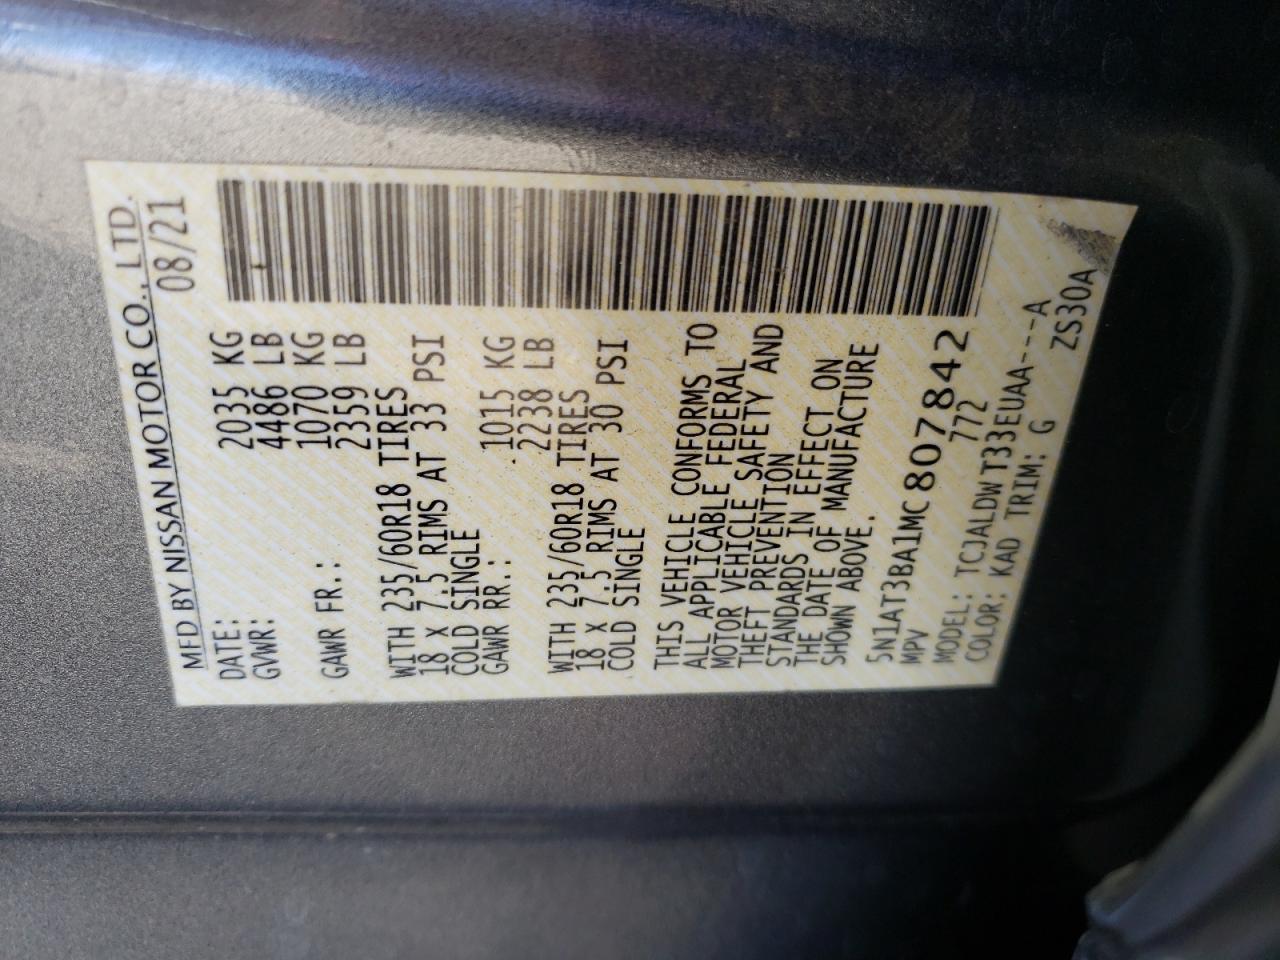 MFD BY NISSAN MOTOR CO., LTD.
DATE: 08/21
GVWR: 2035 KG
4486 LB
GAWR FR.: 1070 KG
2359 LB
WITH 235/60R18 TIRES
18 X 7.5 RIMS AT 33 PSI
COLD SINGLE
GAWR RR.: 1015 KG
2238 LB
WITH 235/60R18 TIRES
18 X 7.5 RIMS AT 30 PSI
COLD SINGLE
THIS VEHICLE CONFORMS TO
ALL APPLICABLE FEDERAL
MOTOR VEHICLE SAFETY AND
THEFT PREVENTION
STANDARDS IN EFFECT ON
THE DATE OF MANUFACTURE
SHOWN ABOVE.
5N1AT3BA1MC807842
MPV 772
MODEL: TCJALDWT33EUAA----A
COLOR: KAD TRIM: G ZS30A